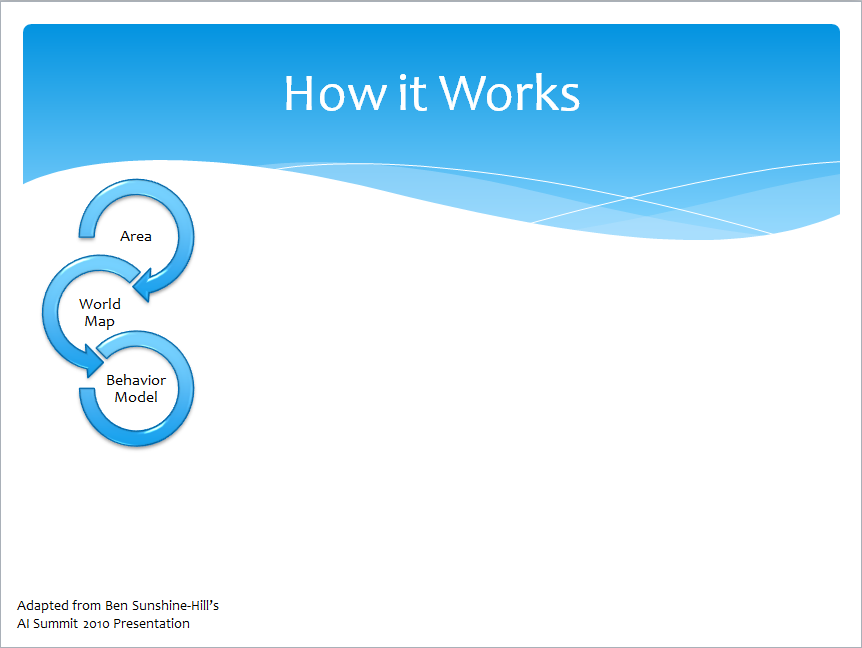 How it Works
Area
World
Map
Behavior
Model
Adapted from Ben Sunshine-Hill’s
AI Summit 2010 Presentation